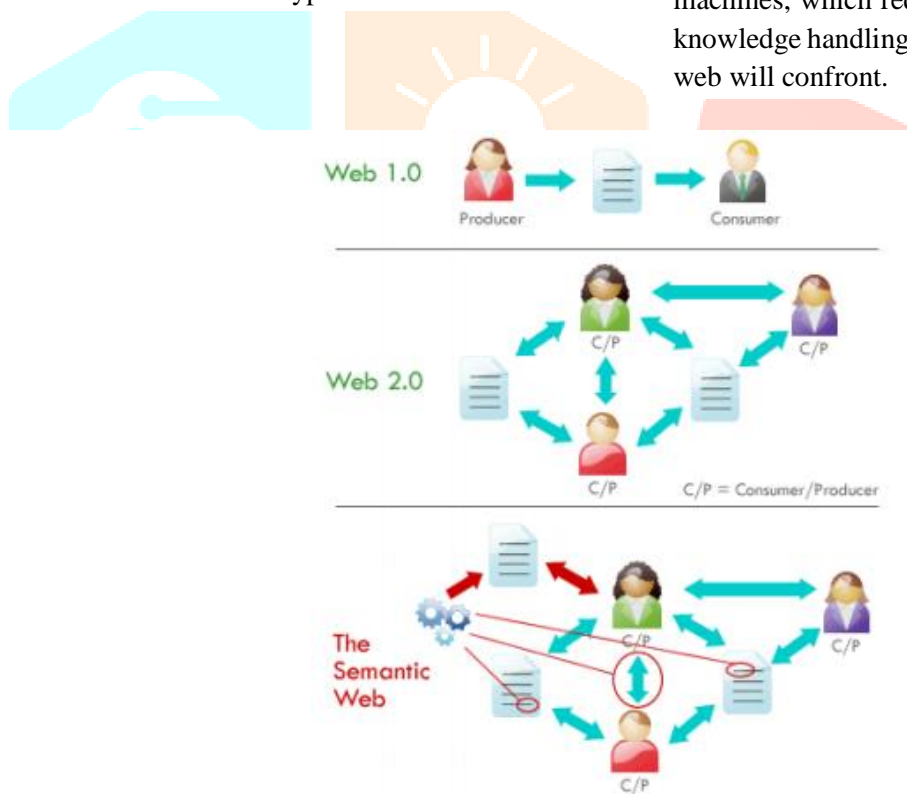 machines, which
knowledge handling
web will confront.
Web 1.0
Producer
Consumer
C/P
C/P
Web 2.0
C/P
C/P = Consumer/Producer
C/P
C/P
The
Semantic
Web
C/P